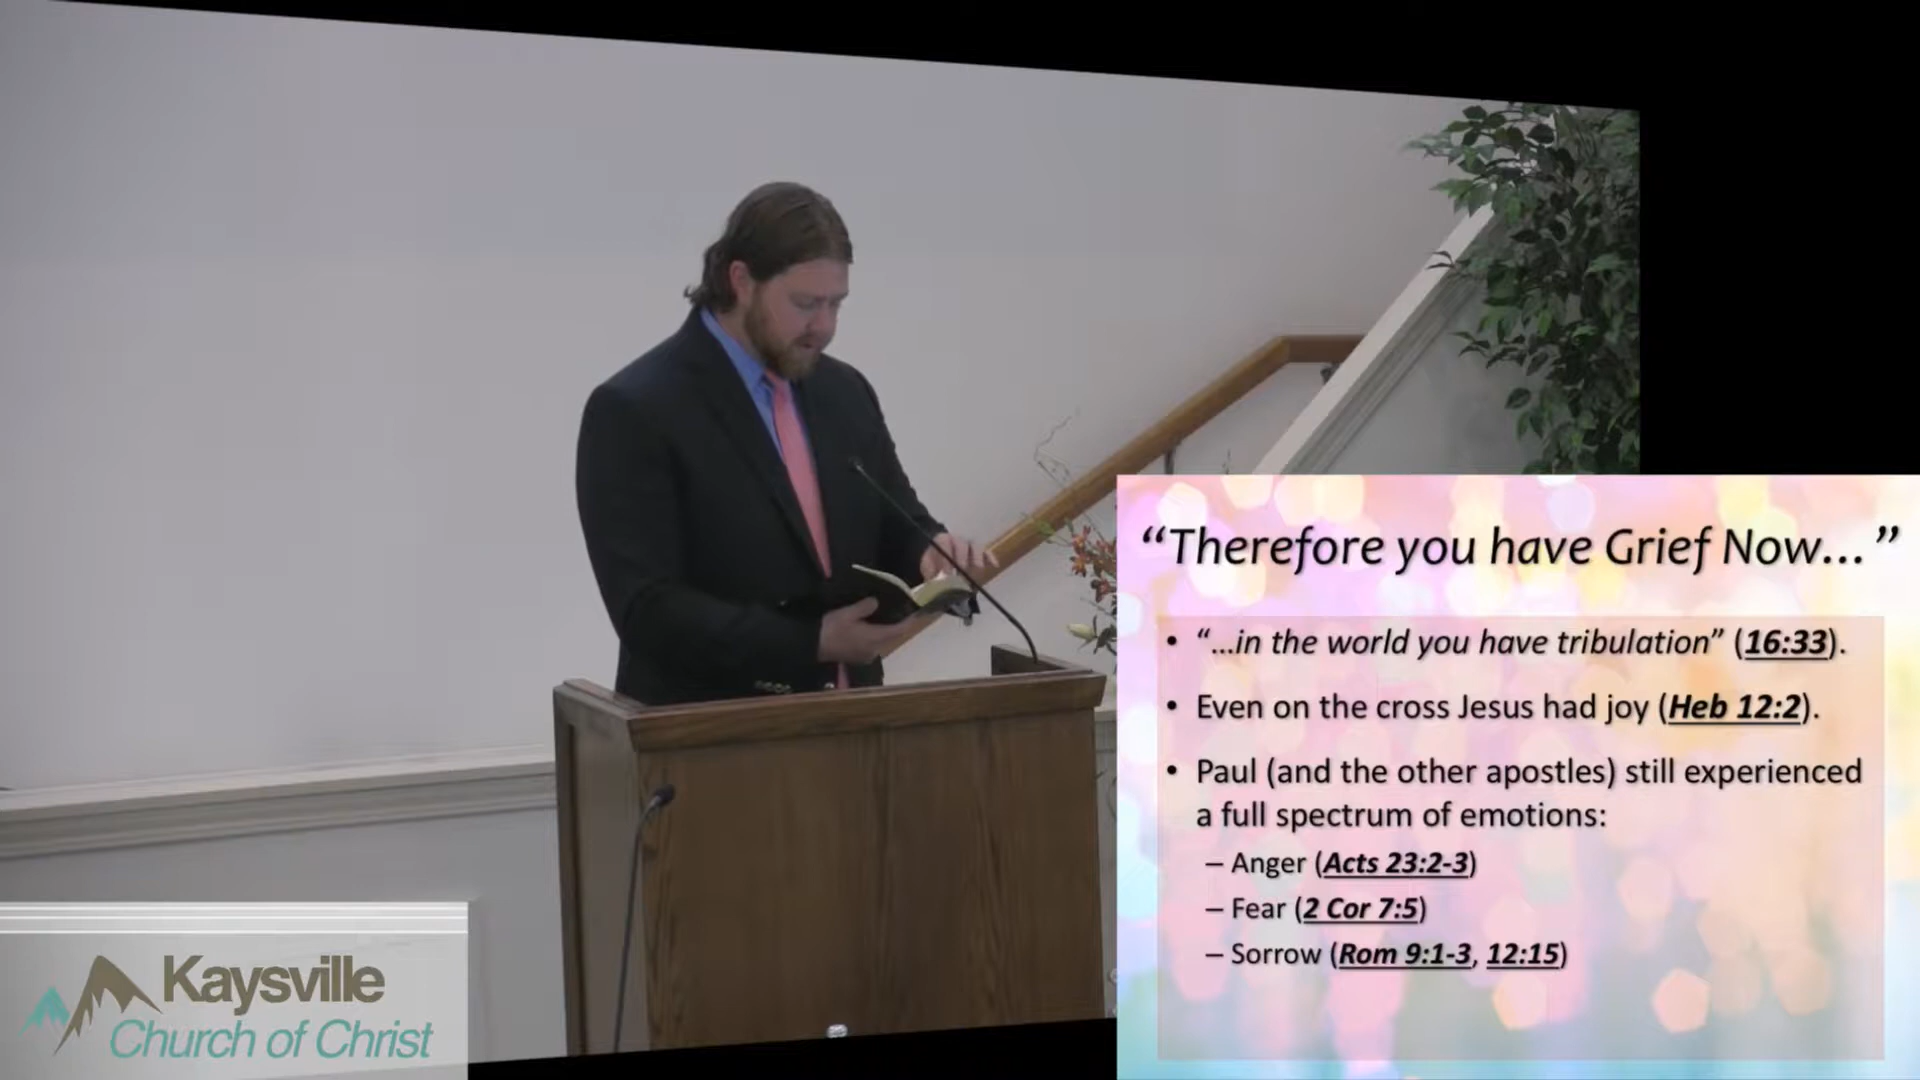 “Therefore you have Grief Now…”
• “…in the world you have tribulation” (16:33).
• Even on the cross Jesus had joy (Heb 12:2).
• Paul (and the other apostles) still experienced
a full spectrum of emotions:
– Anger (Acts 23:2-3)
– Fear (2 Cor 7:5)
– Sorrow (Rom 9:1-3, 12:15)
Kaysville
Church of Christ